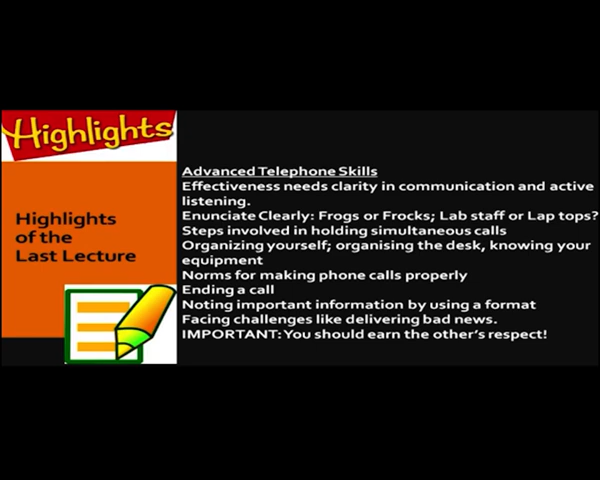 Highlights
Highlights
of the
Last Lecture
Advanced Telephone Skills
Effectiveness needs clarity in communication and active
listening.
Enunciate Clearly: Frogs or Frocks; Lab staff or Lap tops?
Steps involved in holding simultaneous calls
Organizing yourself; organising the desk, knowing your
equipment
Norms for making phone calls properly
Ending a call
Noting important information by using a format
Facing challenges like delivering bad news.
IMPORTANT: You should earn the other's respect!